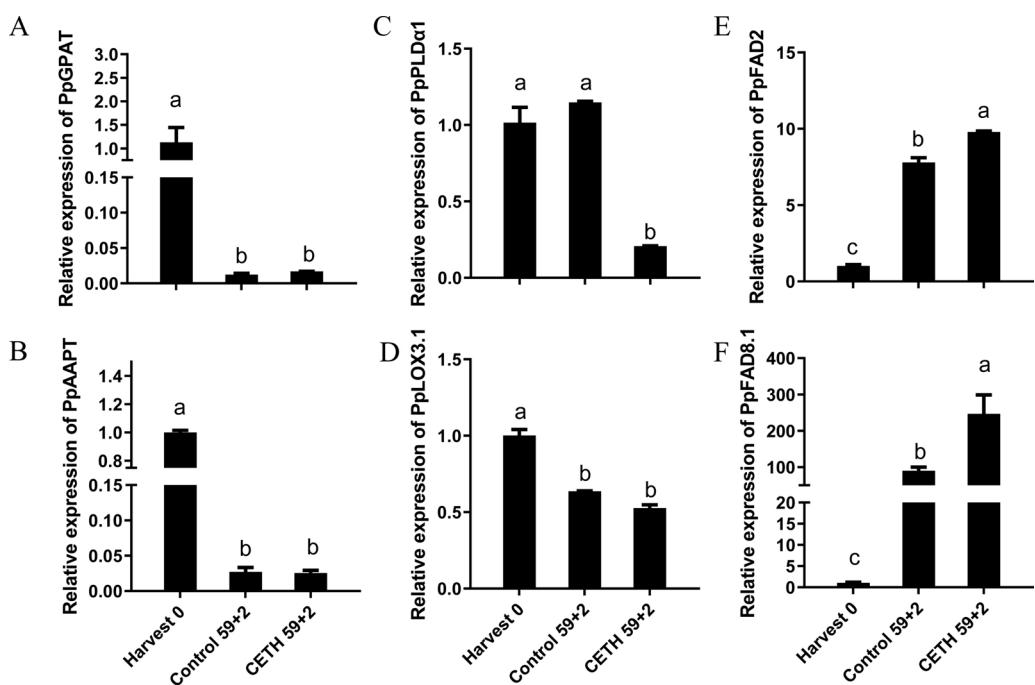 A
Relative expression of PpGPAT
3.0
2.5
2.0
1.5
1.0
0.15
0.10
0.05
0.00
a
b
b
C
Relative expression of PpPLDα1
1.5
1.0
0.5
0.0
a
a
b
E
Relative expression of PpFAD2
15
10
5
0
c
b
a
B
Relative expression of PpAAPT
1.4
1.2
1.0
0.8
0.15
0.10
0.05
0.00
a
b
b
Harvest 0
Control 59+2
CETH 59+2
D
Relative expression of PpLOX3.1
1.5
1.0
0.5
0.0
a
b
b
Harvest 0
Control 59+2
CETH 59+2
F
Relative expression of PpFAD8.1
400
300
200
100
20
15
10
5
0
c
b
a
Harvest 0
Control 59+2
CETH 59+2